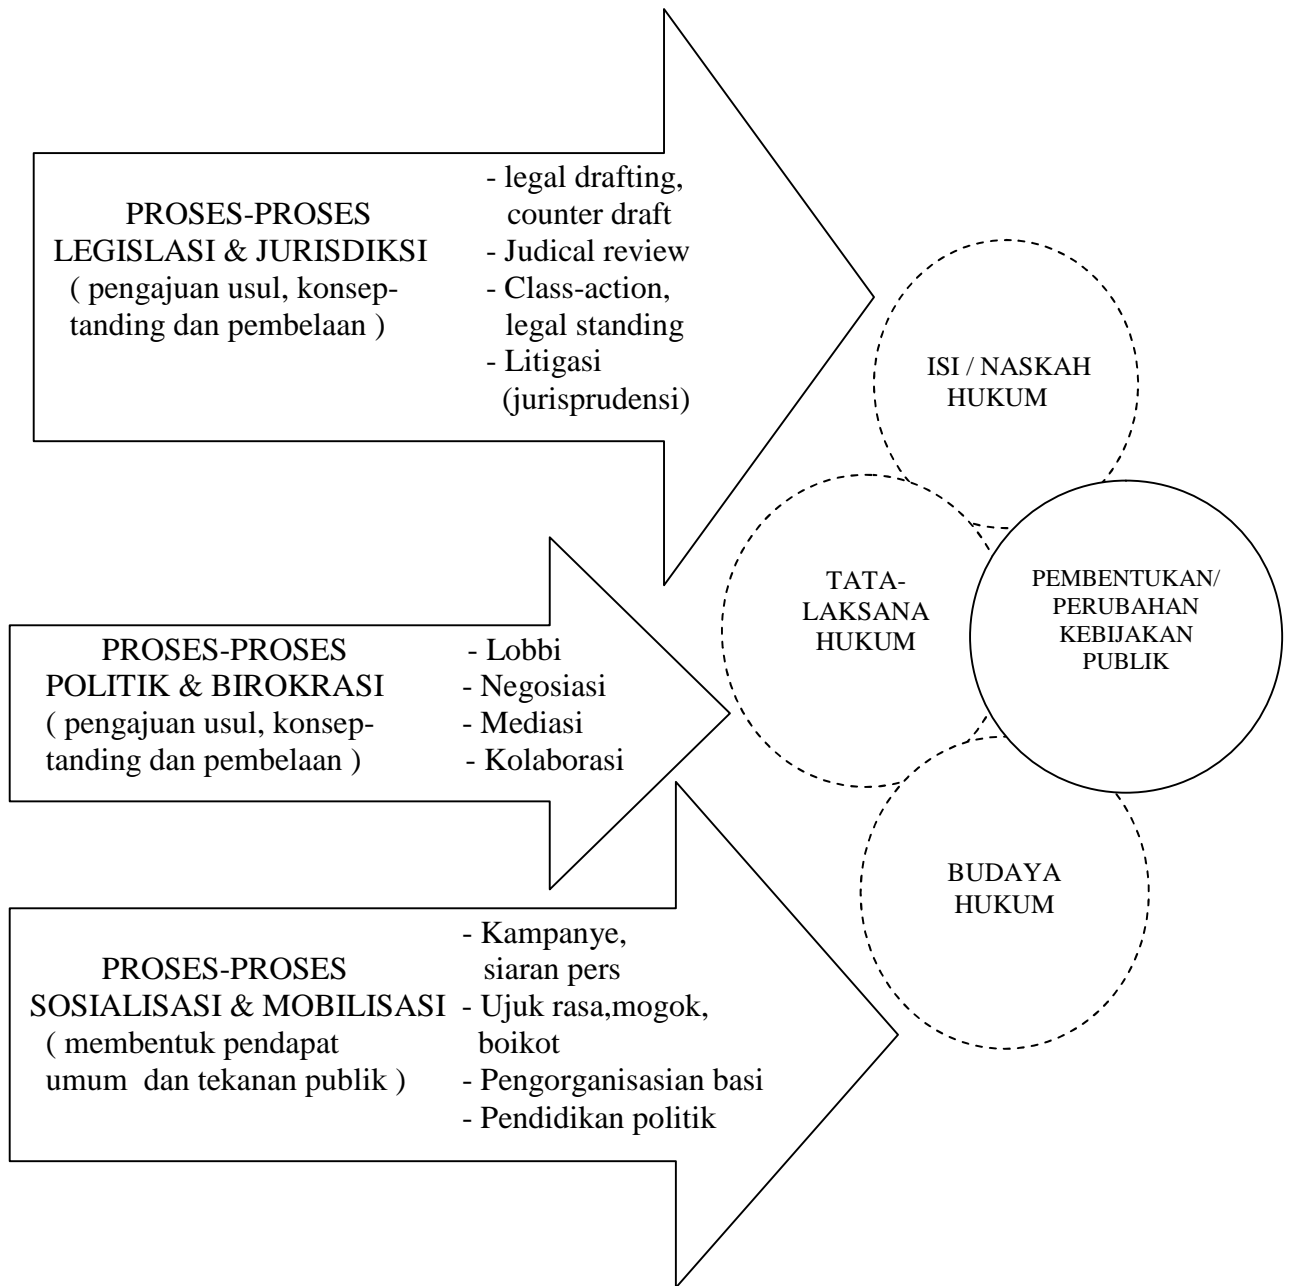 PROSES-PROSES
LEGISLASI & JURISDIKSI
( pengajuan usul, konsep-
tanding dan pembelaan )
- legal drafting,
counter draft
- Judical review
- Class-action,
legal standing
- Litigasi
(jurisprudensi)
ISI / NASKAH
HUKUM
PROSES-PROSES
POLITIK & BIROKRASI
( pengajuan usul, konsep-
tanding dan pembelaan )
- Lobbi
- Negosiasi
- Mediasi
- Kolaborasi
TATA-
LAKSANA
HUKUM
PEMBENTUKAN/
PERUBAHAN
KEBIJAKAN
PUBLIK
PROSES-PROSES
SOSIALISASI & MOBILISASI
( membentuk pendapat
umum dan tekanan publik )
- Kampanye,
siaran pers
- Ujuk rasa,mogok,
boikot
- Pengorganisasian basi
- Pendidikan politik
BUDAYA
HUKUM